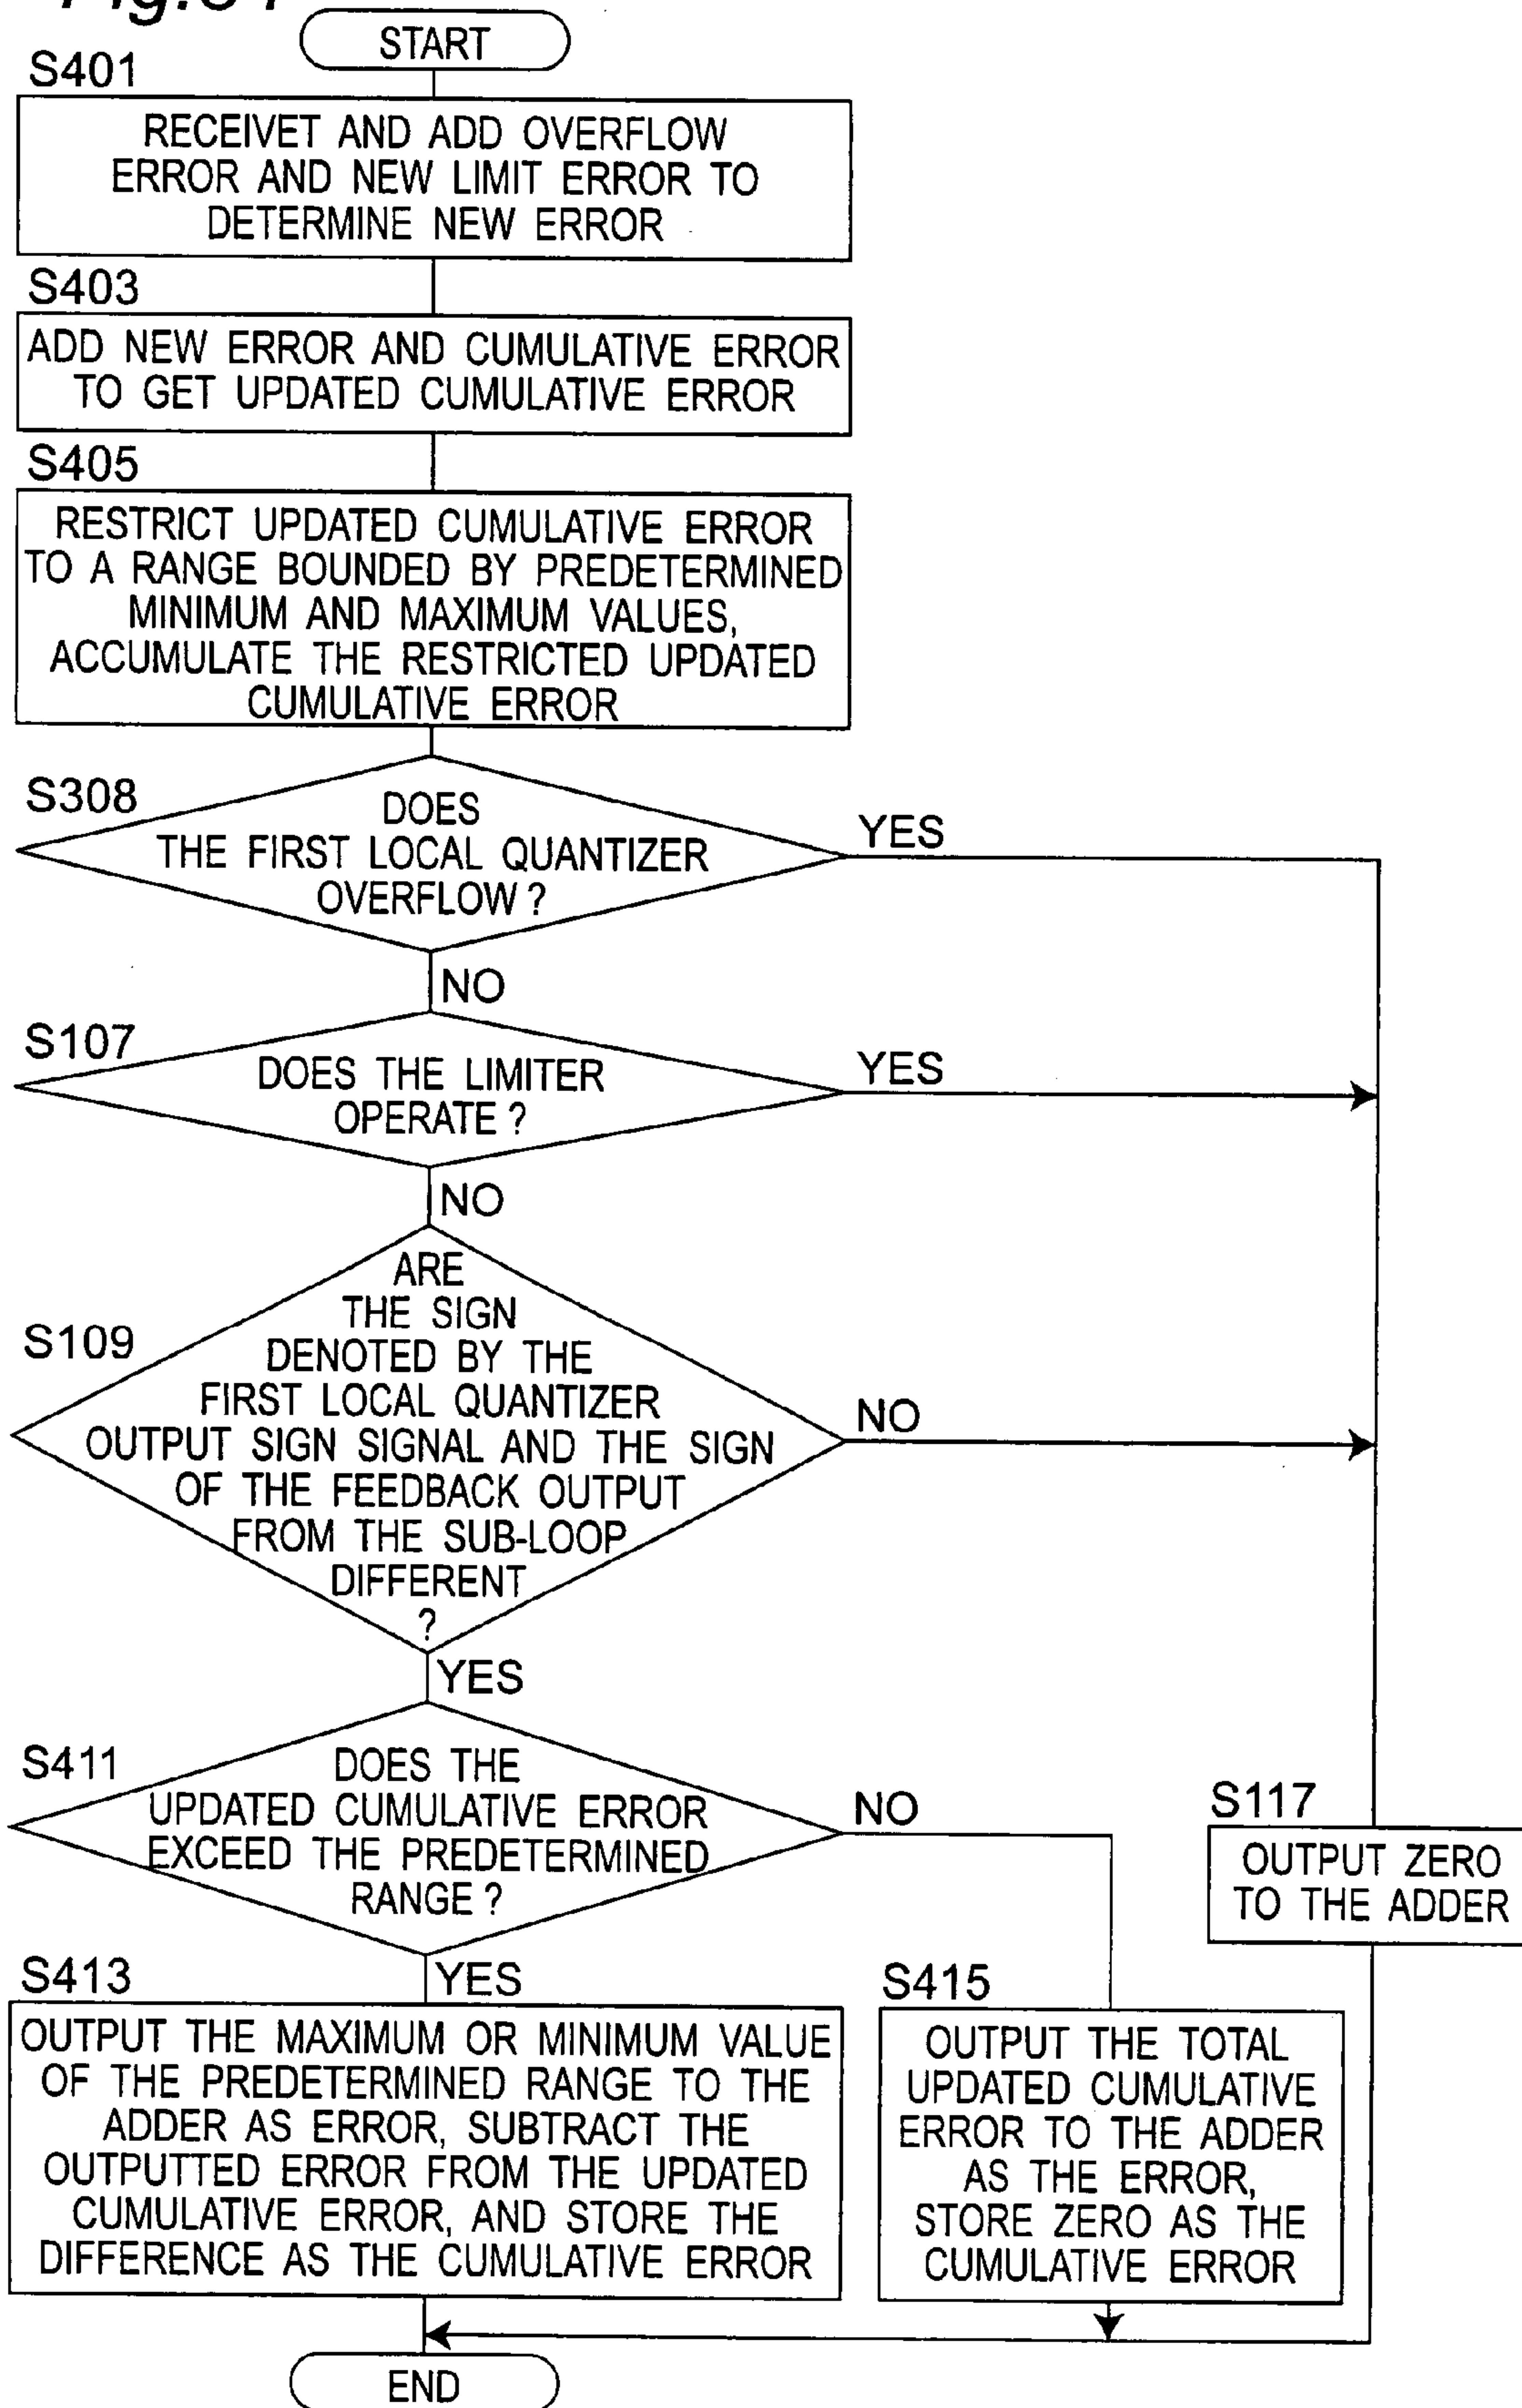 START
S401
RECEIVET AND ADD OVERFLOW
ERROR AND NEW LIMIT ERROR TO
DETERMINE NEW ERROR
S403
ADD NEW ERROR AND CUMULATIVE ERROR
TO GET UPDATED CUMULATIVE ERROR
S405
RESTRICT UPDATED CUMULATIVE ERROR
TO A RANGE BOUNDED BY PREDETERMINED
MINIMUM AND MAXIMUM VALUES,
ACCUMULATE THE RESTRICTED UPDATED
CUMULATIVE ERROR
S308
DOES
THE FIRST LOCAL QUANTIZER
OVERFLOW ?
YES
NO
S107
DOES THE LIMITER
OPERATE ?
YES
NO
S109
ARE
THE SIGN
DENOTED BY THE
FIRST LOCAL QUANTIZER
OUTPUT SIGN SIGNAL AND THE SIGN
OF THE FEEDBACK OUTPUT
FROM THE SUB-LOOP
DIFFERENT
?
NO
YES
S411
DOES THE
UPDATED CUMULATIVE ERROR
EXCEED THE PREDETERMINED
RANGE ?
NO
YES
S117
OUTPUT ZERO
TO THE ADDER
S413
OUTPUT THE MAXIMUM OR MINIMUM VALUE
OF THE PREDETERMINED RANGE TO THE
ADDER AS ERROR, SUBTRACT THE
OUTPUTTED ERROR FROM THE UPDATED
CUMULATIVE ERROR, AND STORE THE
DIFFERENCE AS THE CUMULATIVE ERROR
S415
OUTPUT THE TOTAL
UPDATED CUMULATIVE
ERROR TO THE ADDER
AS THE ERROR,
STORE ZERO AS THE
CUMULATIVE ERROR
END